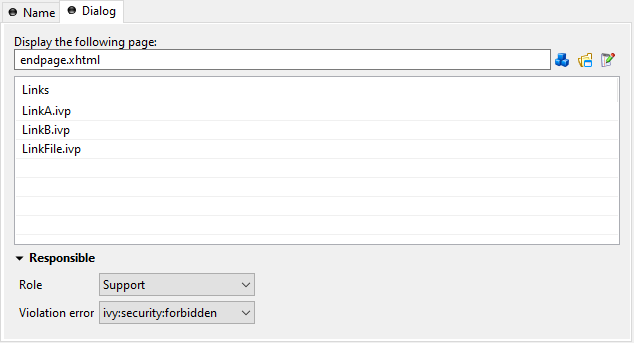 Name
Dialog
Display the following page:
endpage.xhtml
Links
LinkA.ivp
LinkB.ivp
LinkFile.ivp
Responsible
Role
Support
Violation error
ivy:security:forbidden